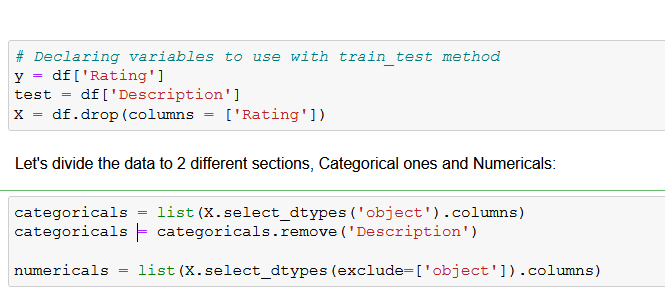 # Declaring variables to use with train_test method
y = df['Rating']
test = df['Description']
X = df.drop(columns = ['Rating'])
Let's divide the data to 2 different sections, Categorical ones and Numericals:
categoricals = list(X.select_dtypes('object').columns)
categoricals = categoricals.remove('Description')
numericals = list(X.select_dtypes(exclude=['object']).columns)